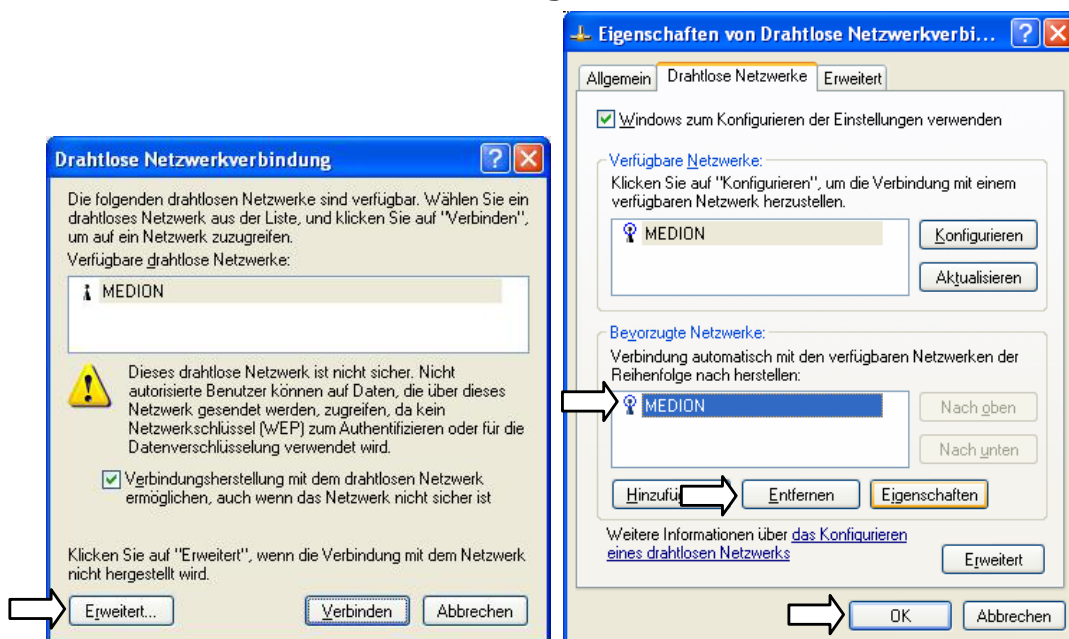 Drahtlose Netzwerkverbindung
Die folgenden drahtlosen Netzwerke sind verfügbar. Wählen Sie ein
drahtloses Netzwerk aus der Liste, und klicken Sie auf "Verbinden",
um auf ein Netzwerk zuzugreifen.
Verfügbare drahtlose Netzwerke:
MEDION
Dieses drahtlose Netzwerk ist nicht sicher. Nicht
autorisierte Benutzer können auf Daten, die über dieses
Netzwerk gesendet werden, zugreifen, da kein
Netzwerkschlüssel (WEP) zum Authentifizieren oder für die
Datenverschlüsselung verwendet wird.
Verbindungsherstellung mit dem drahtlosen Netzwerk
ermöglichen, auch wenn das Netzwerk nicht sicher ist
Klicken Sie auf "Erweitert", wenn die Verbindung mit dem Netzwerk
nicht hergestellt wird.
Erweitert...
Verbinden
Abbrechen
Eigenschaften von Drahtlose Netzwerkverbi...
Allgemein
Drahtlose Netzwerke
Erweitert
Windows zum Konfigurieren der Einstellungen verwenden
Verfügbare Netzwerke:
Klicken Sie auf "Konfigurieren", um die Verbindung mit einem
verfügbaren Netzwerk herzustellen.
MEDION
Konfigurieren
Aktualisieren
Bevorzugte Netzwerke:
Verbindung automatisch mit den verfügbaren Netzwerken der
Reihenfolge nach herstellen:
MEDION
Nach oben
Nach unten
Entfernen
Eigenschaften
Weitere Informationen über das Konfigurieren
eines drahtlosen Netzwerks
Erweitert
OK
Abbrechen